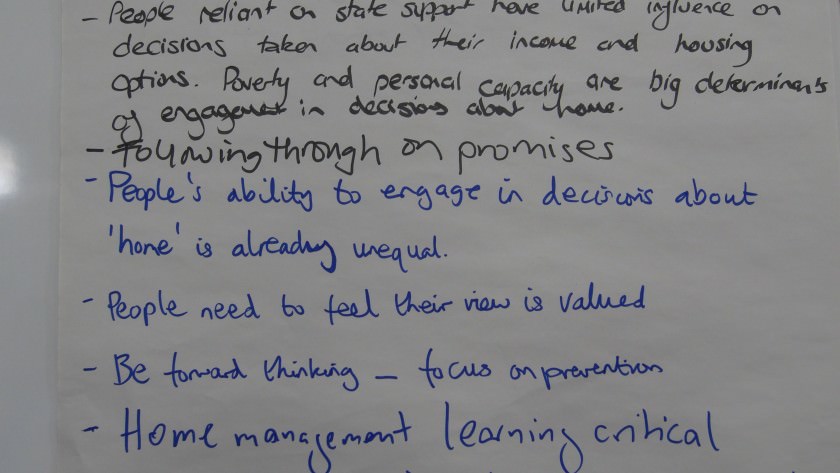 - People reliant on state support have limited influence on
decisions taken about their income and housing
options. Poverty and personal capacity are big determinants
of engagement in decisions about home.
- Following through on promises
- People's ability to engage in decisions about
'home' is already unequal.
- People need to feel their view is valued
- Be forward thinking – focus on prevention
- Home management learning critical